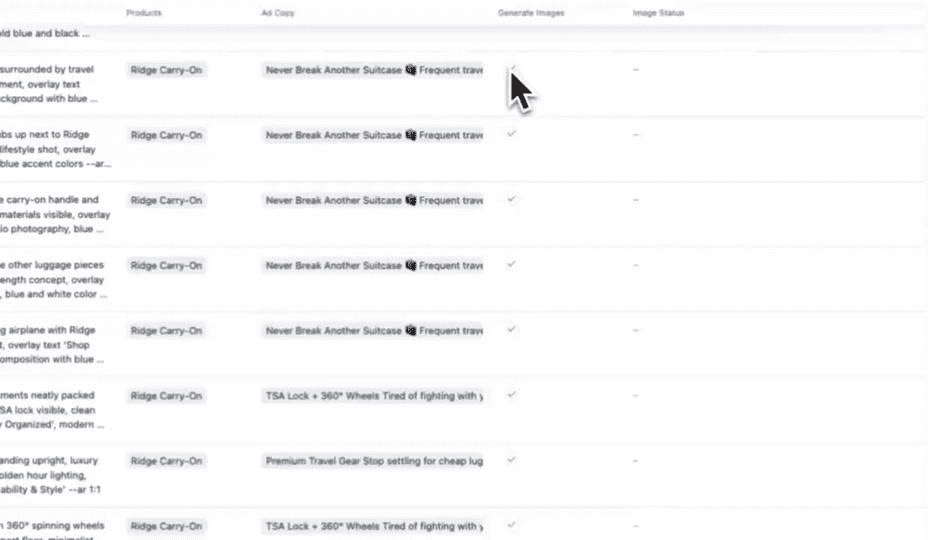 Products Ad Copy Generate Images Image Status
old blue and black ...
surrounded by travel
Ridge Carry-On Never Break Another Suitcase Frequent trave
ment, overlay text
ckground with blue ...
bs up next to Ridge
Ridge Carry-On Never Break Another Suitcase Frequent trave
lifestyle shot, overlay
blue accent colors --ar...
e carry-on handle and
Ridge Carry-On Never Break Another Suitcase Frequent trave
materials visible, overlay
io photography, blue ...
e other luggage pieces
Ridge Carry-On Never Break Another Suitcase Frequent trave
ength concept, overlay
, blue and white color ...
g airplane with Ridge
Ridge Carry-On Never Break Another Suitcase Frequent trave
t, overlay text 'Shop
omposition with blue ...
ments neatly packed
Ridge Carry-On TSA Lock + 360° Wheels Tired of fighting with y
SA lock visible, clean
y Organized', modern ...
anding upright, luxury
Ridge Carry-On Premium Travel Gear Stop settling for cheap lug
olden hour lighting,
ability & Style' --ar 1:1
n 360° spinning wheels
Ridge Carry-On TSA Lock + 360° Wheels Tired of fighting with y